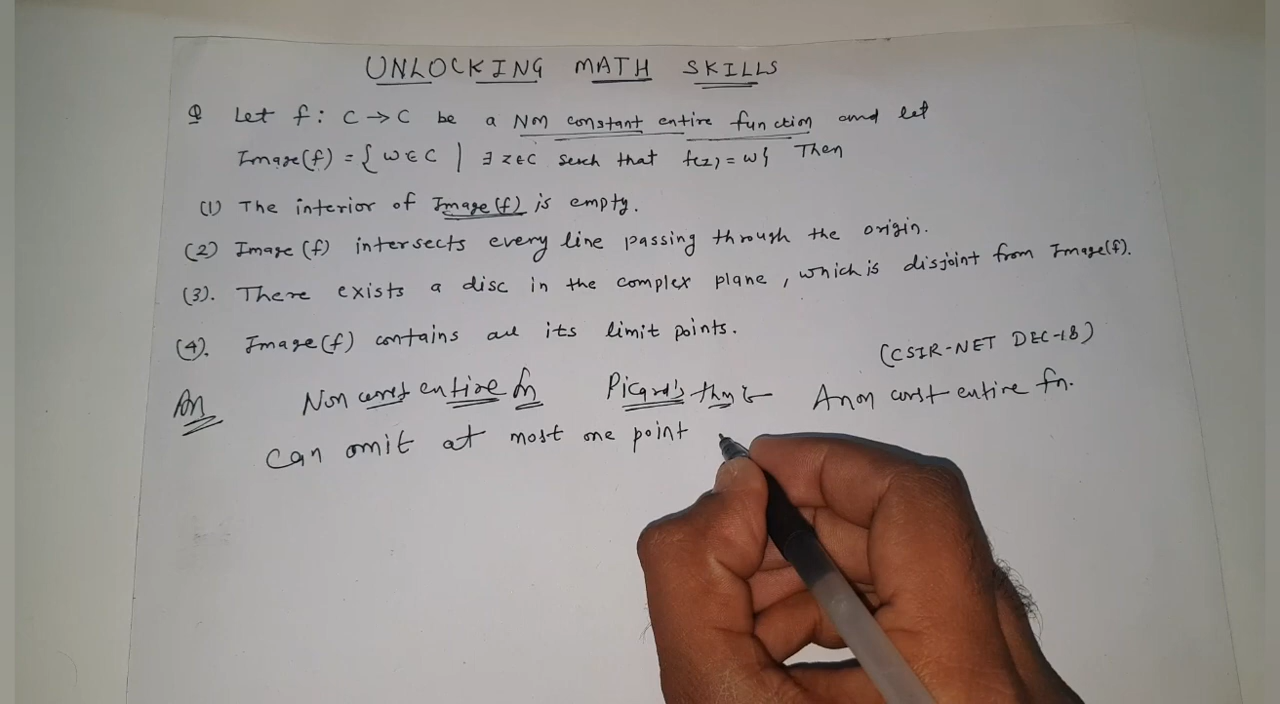 UNLOCKING MATH SKILLS
Q Let f: C → C be a Non constant entire function and let
Image(f) = { w ∈ C | ∃ z ∈ C such that f(z) = w} Then
(1) The interior of Image(f) is empty.
(2) Image (f) intersects every line passing through the origin.
(3). There exists a disc in the complex plane, which is disjoint from Image(f).
(4). Image(f) contains all its limit points.
(CSIR-NET DEC-18)
Non const entire fn Picard's thm :- A non const entire fn.
can omit at most one point